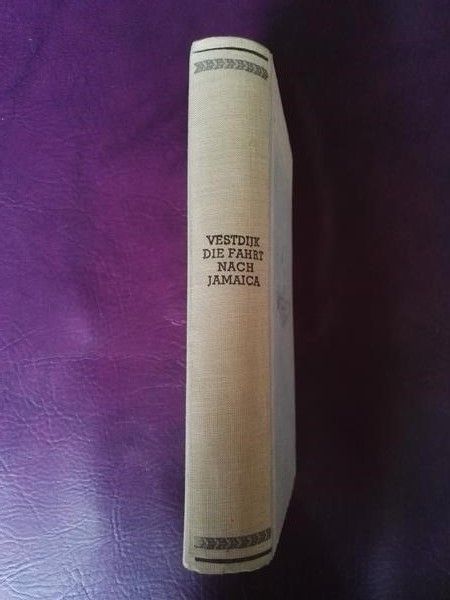 VESTDIJK
DIE FAHRT
NACH
JAMAICA